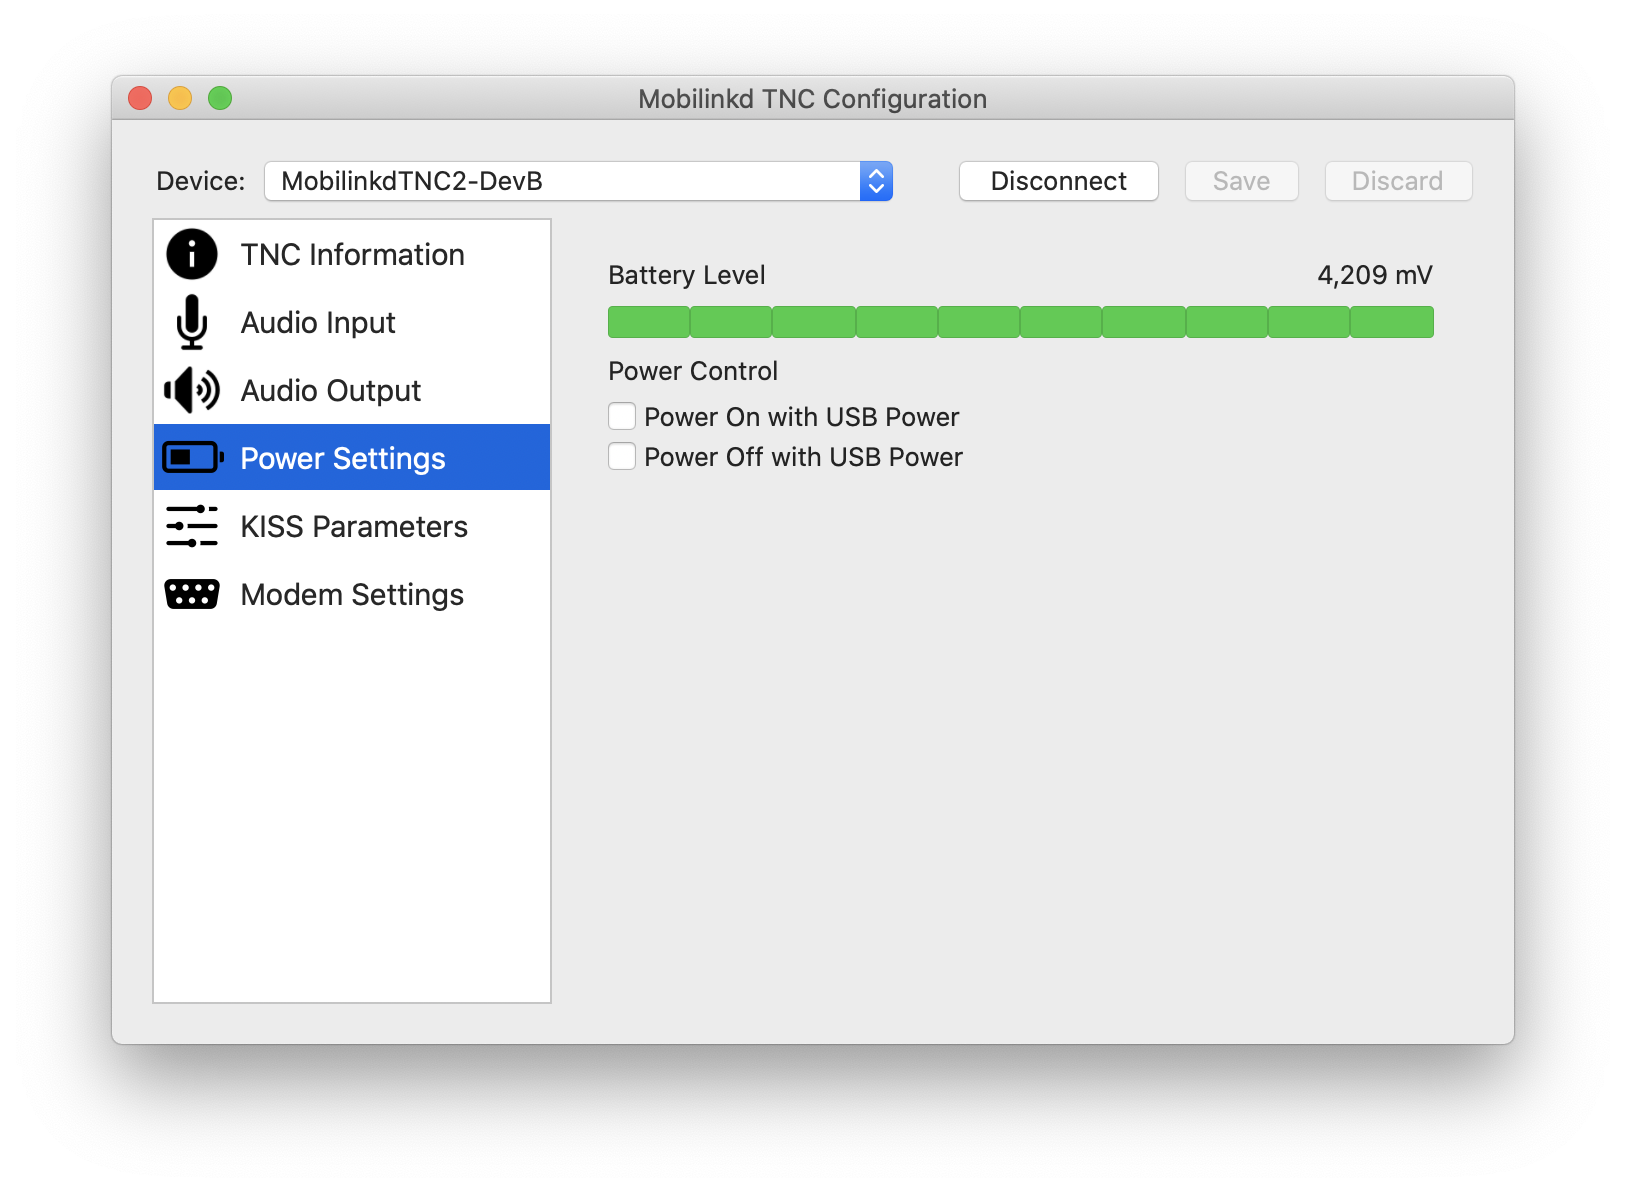 Mobilinkd TNC Configuration
Device: MobilinkdTNC2-DevB Disconnect Save Discard
TNC Information
Audio Input
Audio Output
Power Settings
KISS Parameters
Modem Settings
Battery Level 4,209 mV
Power Control
Power On with USB Power
Power Off with USB Power